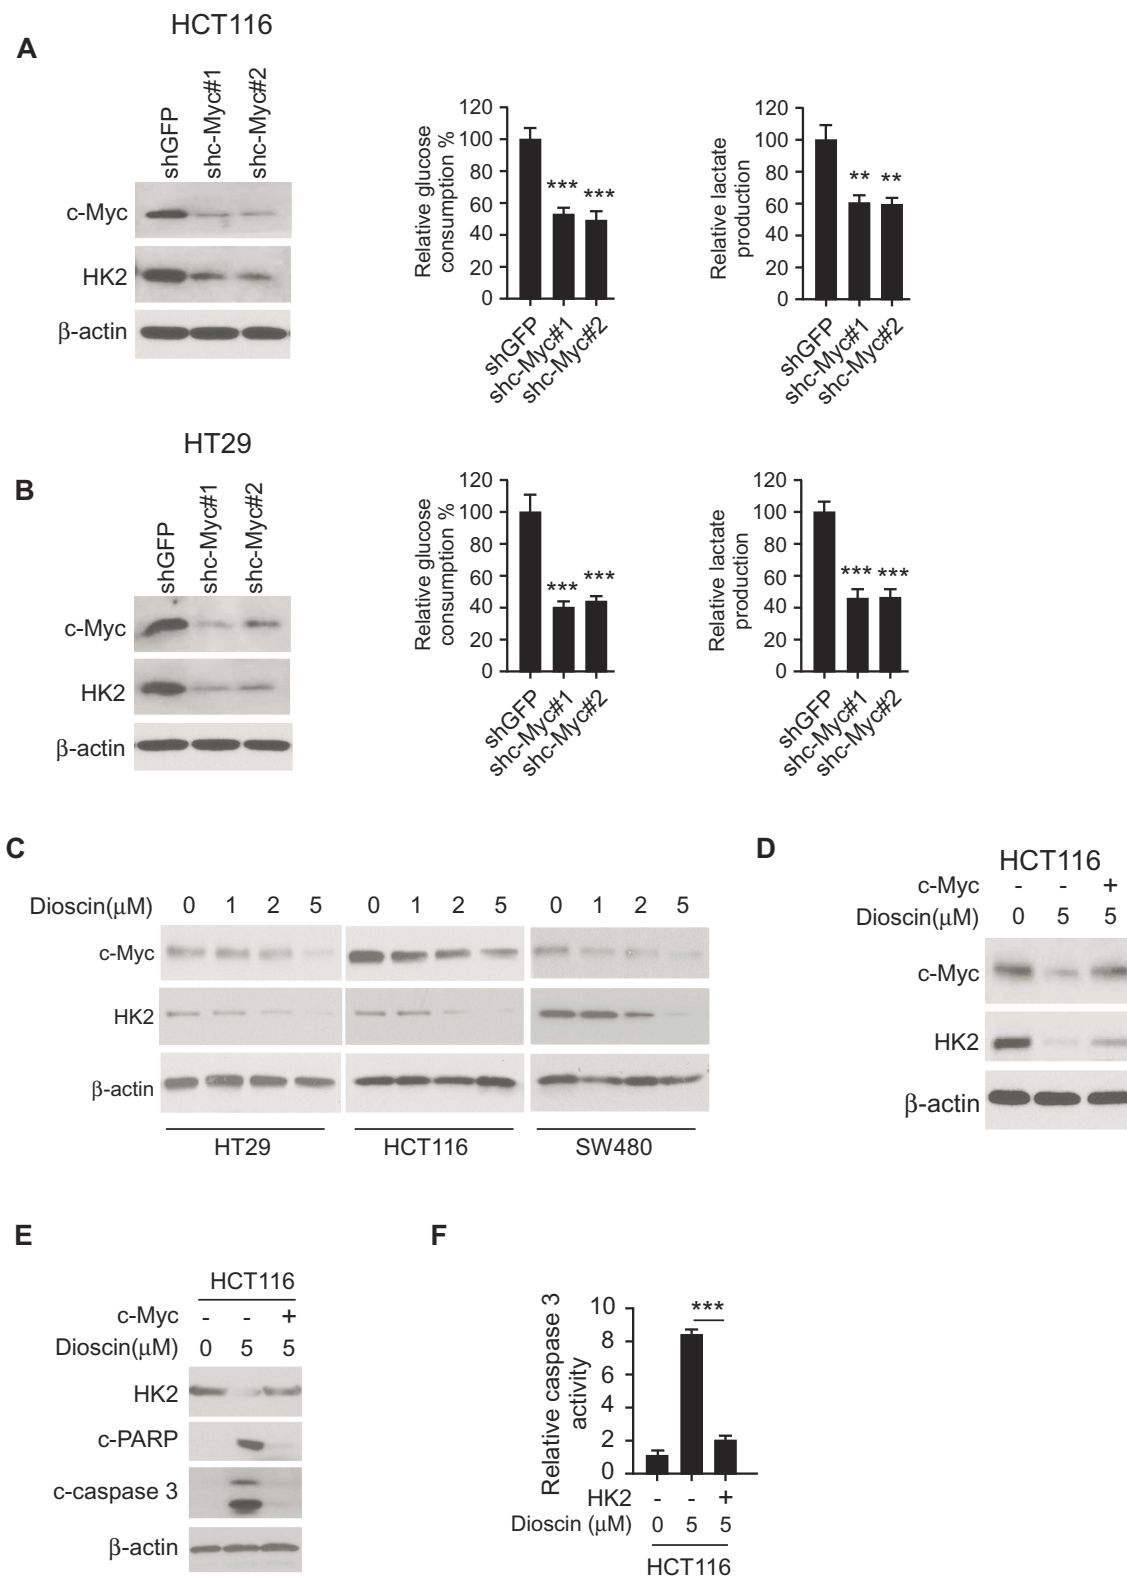 A
HCT116
shGFP
shc-Myc#1
shc-Myc#2
c-Myc
HK2
β-actin
Relative glucose
consumption %
120
100
80
60
40
20
0
***
***
shGFP
shc-Myc#1
shc-Myc#2
Relative lactate
production
120
100
80
60
40
20
0
**
**
shGFP
shc-Myc#1
shc-Myc#2
B
HT29
shGFP
shc-Myc#1
shc-Myc#2
c-Myc
HK2
β-actin
Relative glucose
consumption %
120
100
80
60
40
20
0
***
***
shGFP
shc-Myc#1
shc-Myc#2
Relative lactate
production
120
100
80
60
40
20
0
***
***
shGFP
shc-Myc#1
shc-Myc#2
C
Dioscin(μM) 0 1 2 5 0 1 2 5 0 1 2 5
c-Myc
HK2
β-actin
HT29 HCT116 SW480
D
HCT116
c-Myc - - +
Dioscin(μM) 0 5 5
c-Myc
HK2
β-actin
E
HCT116
c-Myc - - +
Dioscin(μM) 0 5 5
HK2
c-PARP
c-caspase 3
β-actin
F
Relative caspase 3
activity
10
8
6
4
2
0
***
HK2 - - +
Dioscin (μM) 0 5 5
HCT116